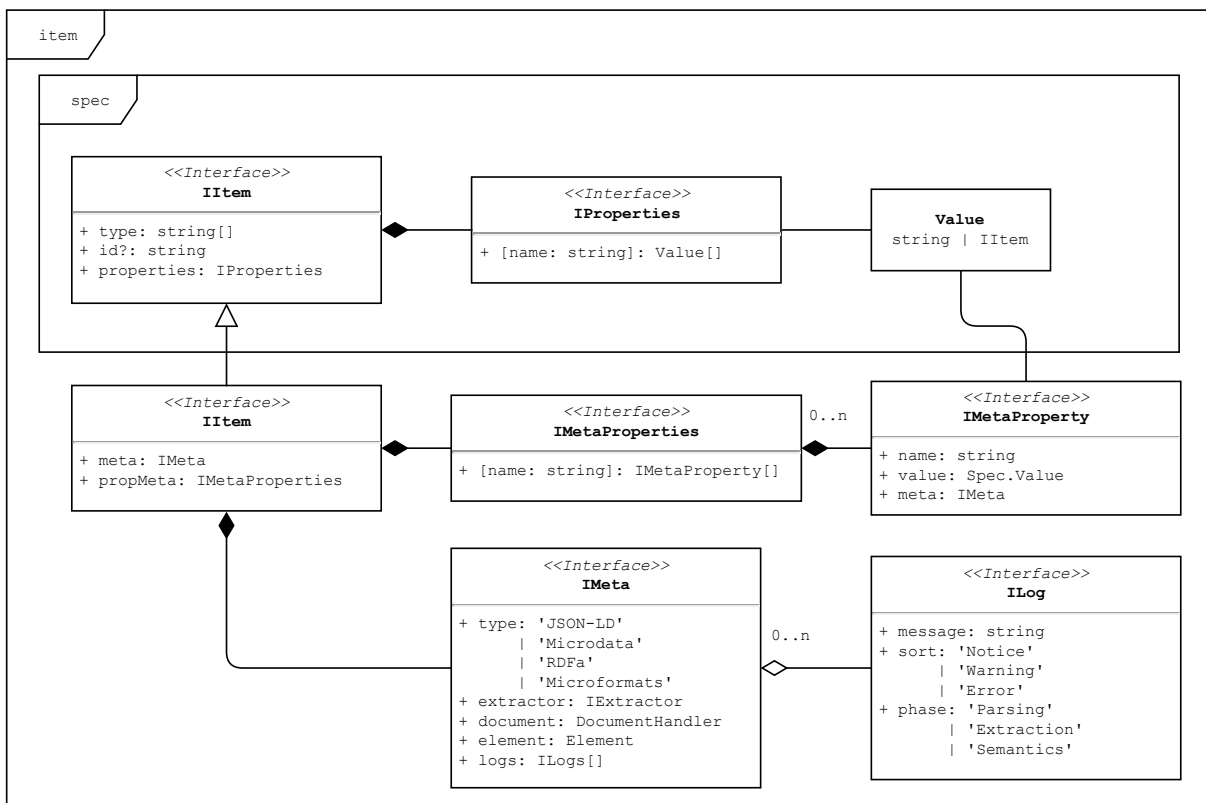 item
spec
<<Interface>>
IItem
+ type: string[]
+ id?: string
+ properties: IProperties
<<Interface>>
IProperties
+ [name: string]: Value[]
Value
string | IItem
<<Interface>>
IItem
+ meta: IMeta
+ propMeta: IMetaProperties
<<Interface>>
IMetaProperties
+ [name: string]: IMetaProperty[]
0..n
<<Interface>>
IMetaProperty
+ name: string
+ value: Spec.Value
+ meta: IMeta
<<Interface>>
IMeta
+ type: 'JSON-LD'
| 'Microdata'
| 'RDFa'
| 'Microformats'
+ extractor: IExtractor
+ document: DocumentHandler
+ element: Element
+ logs: ILogs[]
0..n
<<Interface>>
ILog
+ message: string
+ sort: 'Notice'
| 'Warning'
| 'Error'
+ phase: 'Parsing'
| 'Extraction'
| 'Semantics'